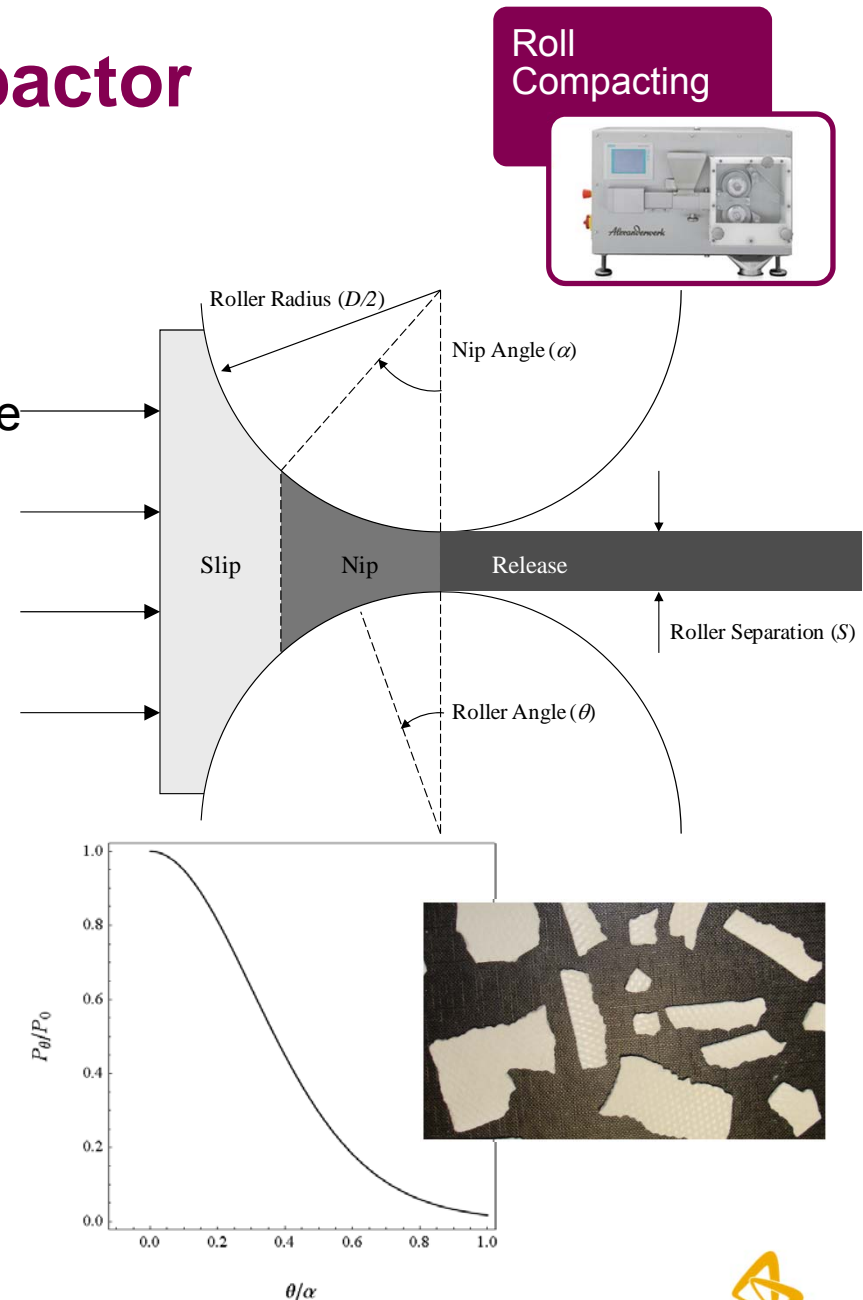 pactor
Roll
Compacting
Alexanderwerk
Roller Radius (D/2)
Nip Angle (α)
e
Slip
Nip
Release
Roller Separation (S)
Roller Angle (θ)
1.0
0.8
0.6
0.4
0.2
0.0
Pθ/P0
0.0 0.2 0.4 0.6 0.8 1.0
θ/α